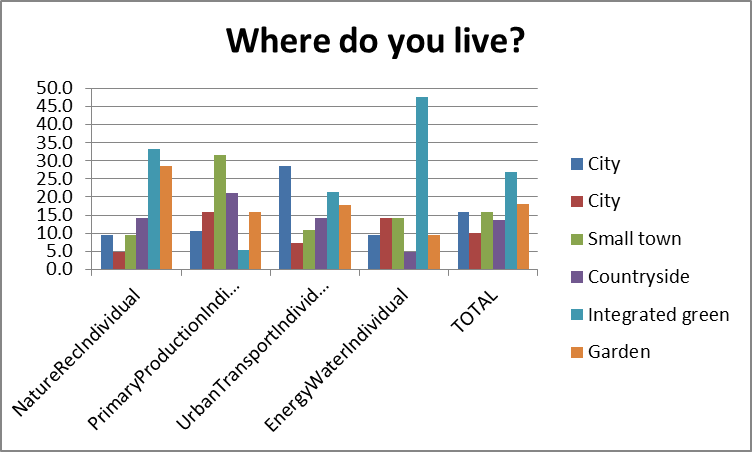 Where do you live?
50.0
45.0
40.0
35.0
30.0
25.0
20.0
15.0
10.0
5.0
0.0
NatureRecIndividual
PrimaryProductionIndi...
UrbanTransportIndivid...
EnergyWaterIndividual
TOTAL
City
City
Small town
Countryside
Integrated green
Garden